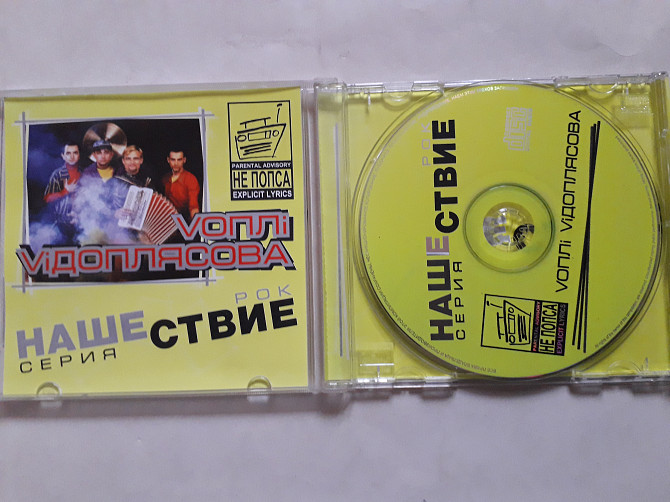 PARENTAL ADVISORY
НЕ ПОПСА
EXPLICIT LYRICS
VОПЛІ
VІДОПЛЯСОВА
РОК
НАШЕСТВИЕ
СЕРИЯ
РОК
НАШЕСТВИЕ
СЕРИЯ
VОПЛІ VІДОПЛЯСОВА
PARENTAL ADVISORY
НЕ ПОПСА
EXPLICIT LYRICS